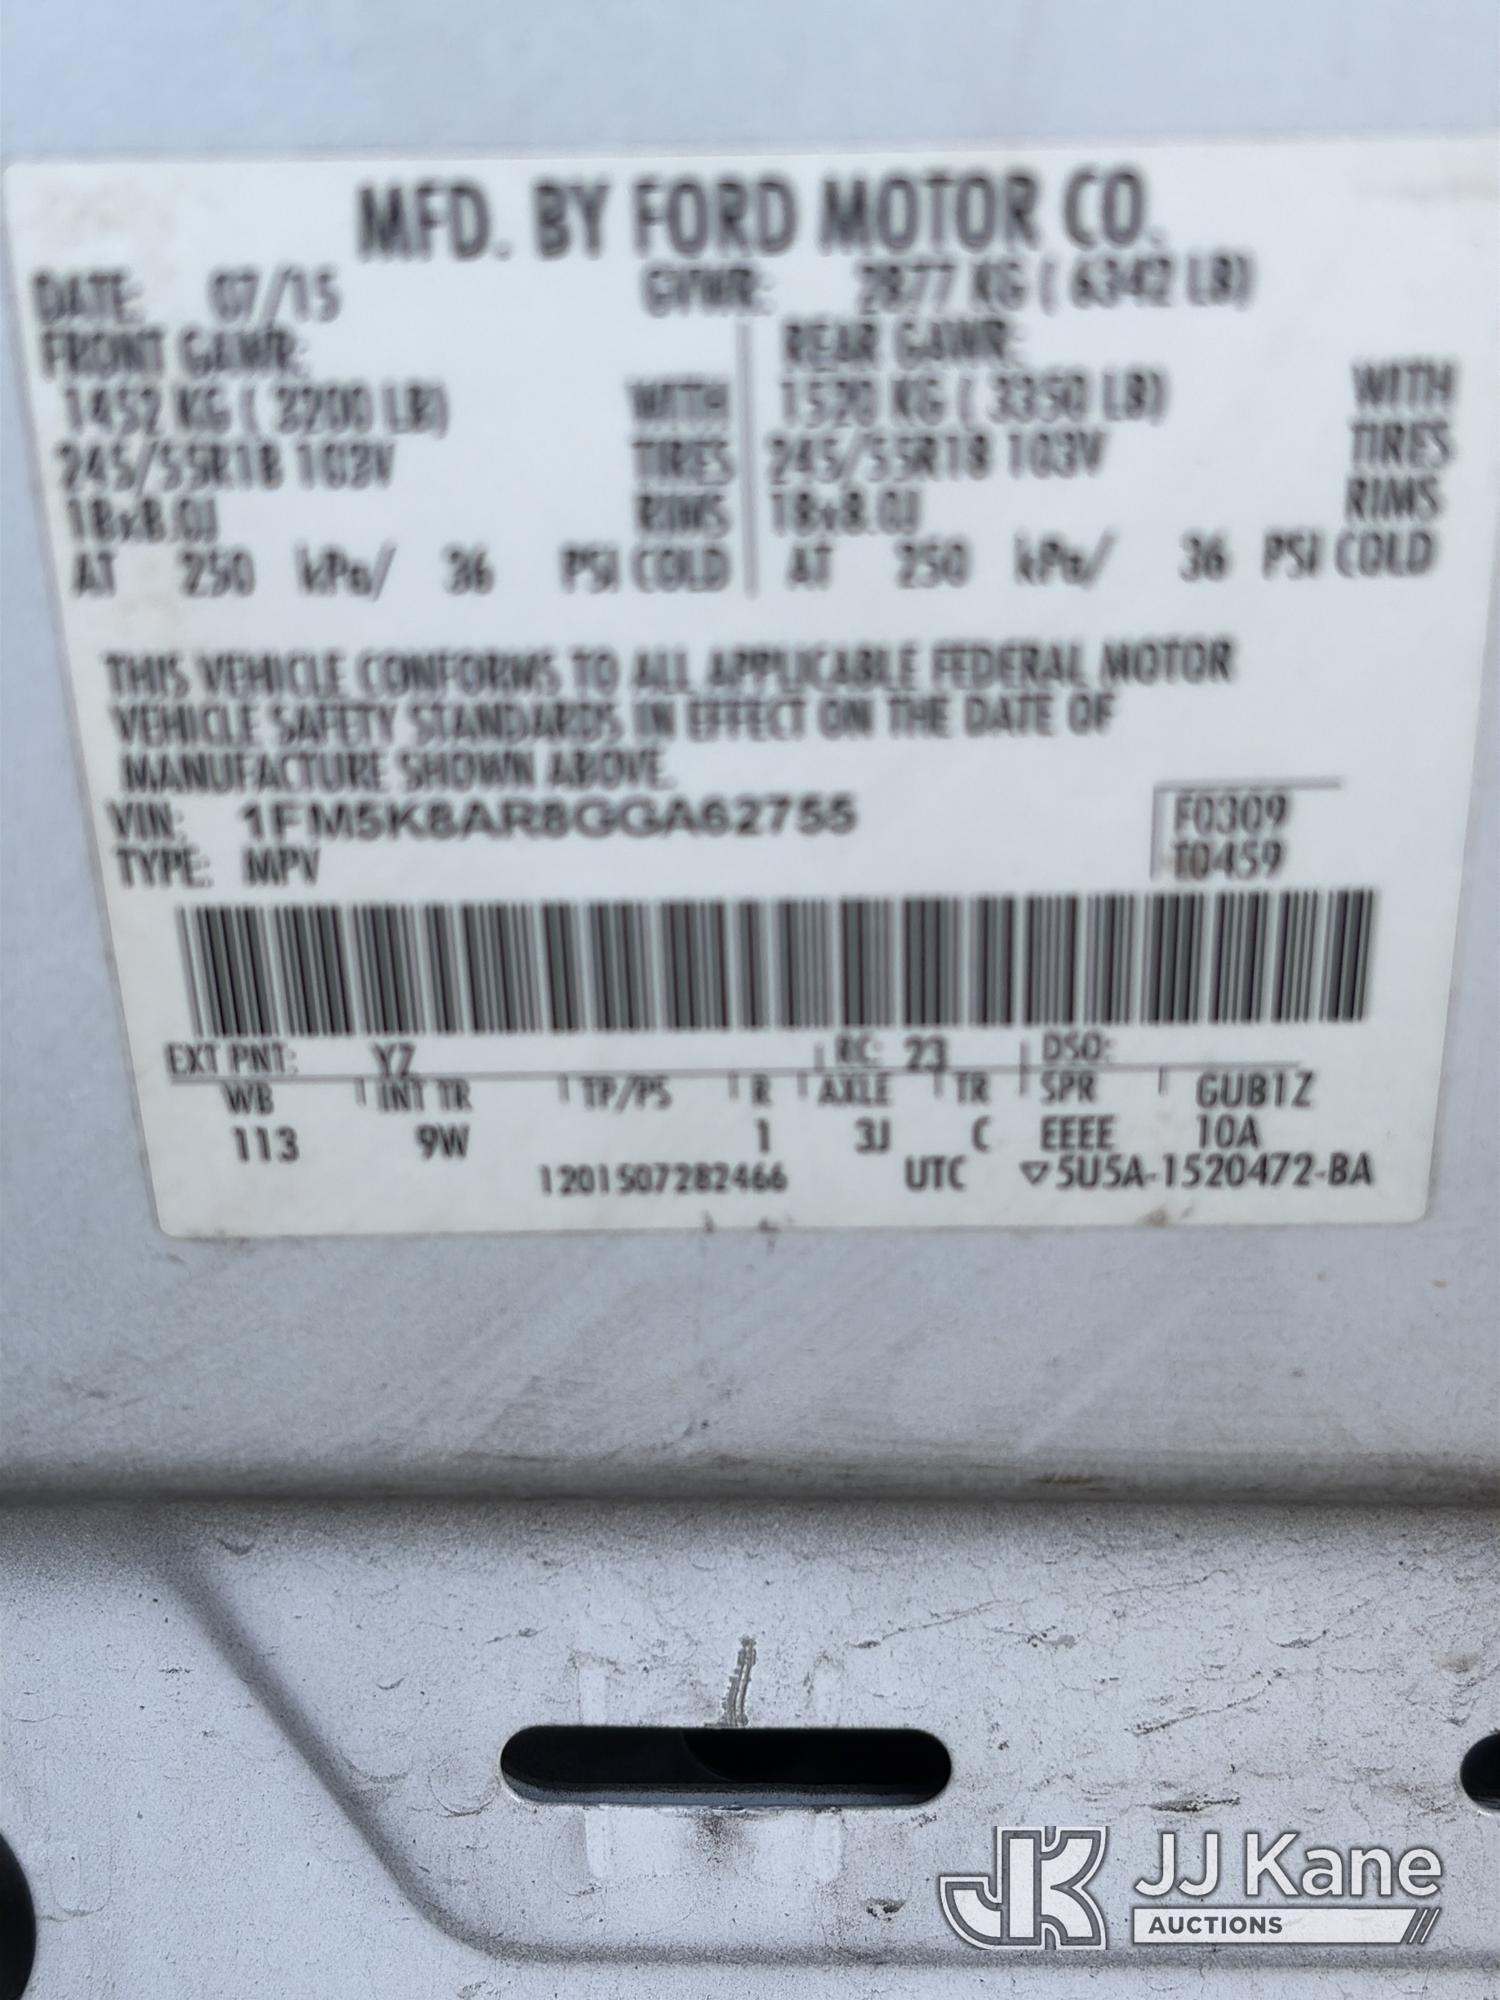 MFD. BY FORD MOTOR CO.
DATE: 07/15 GVWR: 2877 KG ( 6342 LB)
FRONT GAWR: REAR GAWR:
1452 KG ( 3200 LB) WITH 1520 KG ( 3350 LB) WITH
245/55R18 103V TIRES 245/55R18 103V TIRES
18x8.0J RIMS 18x8.0J RIMS
AT 250 kPa/ 36 PSI COLD AT 250 kPa/ 36 PSI COLD
THIS VEHICLE CONFORMS TO ALL APPLICABLE FEDERAL MOTOR
VEHICLE SAFETY STANDARDS IN EFFECT ON THE DATE OF
MANUFACTURE SHOWN ABOVE.
VIN: 1FM5K8AR8GGA62755 F0309
TYPE: MPV T0459
EXT PNT: YZ RC: 23 DSO:
WB INT TR TP/PS R AXLE TR SPR GUB1Z
113 9W 1 3J C EEEE 10A
1201507282466 UTC ▽5U5A-1520472-BA
JK JJ Kane
AUCTIONS